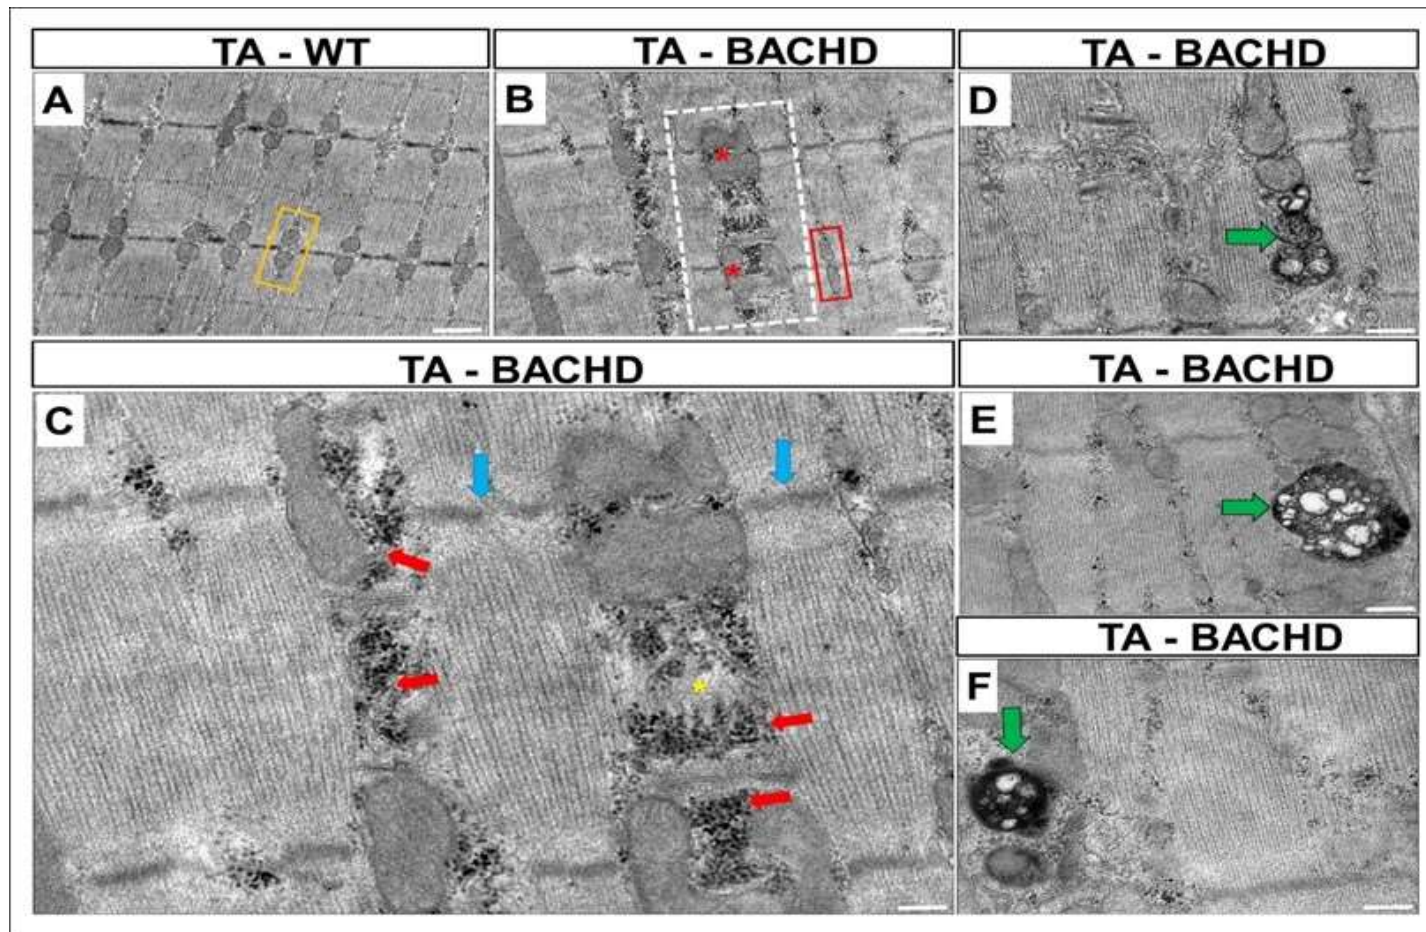 TA - WT
TA - BACHD
TA - BACHD
A
B
D
TA - BACHD
TA - BACHD
C
E
TA - BACHD
F